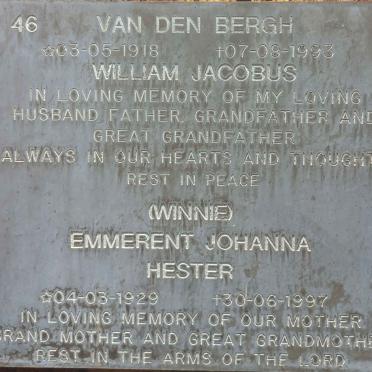 46 VAN DEN BERGH
☆03-05-1918 †07-08-1993
WILLIAM JACOBUS
IN LOVING MEMORY OF MY LOVING
HUSBAND FATHER, GRANDFATHER AND
GREAT GRANDFATHER
ALWAYS IN OUR HEARTS AND THOUGHT
REST IN PEACE
(WINNIE)
EMMERENT JOHANNA
HESTER
☆04-03-1929 †30-06-1997
IN LOVING MEMORY OF OUR MOTHER
GRAND MOTHER AND GREAT GRANDMOTHE
REST IN THE ARMS OF THE LORD